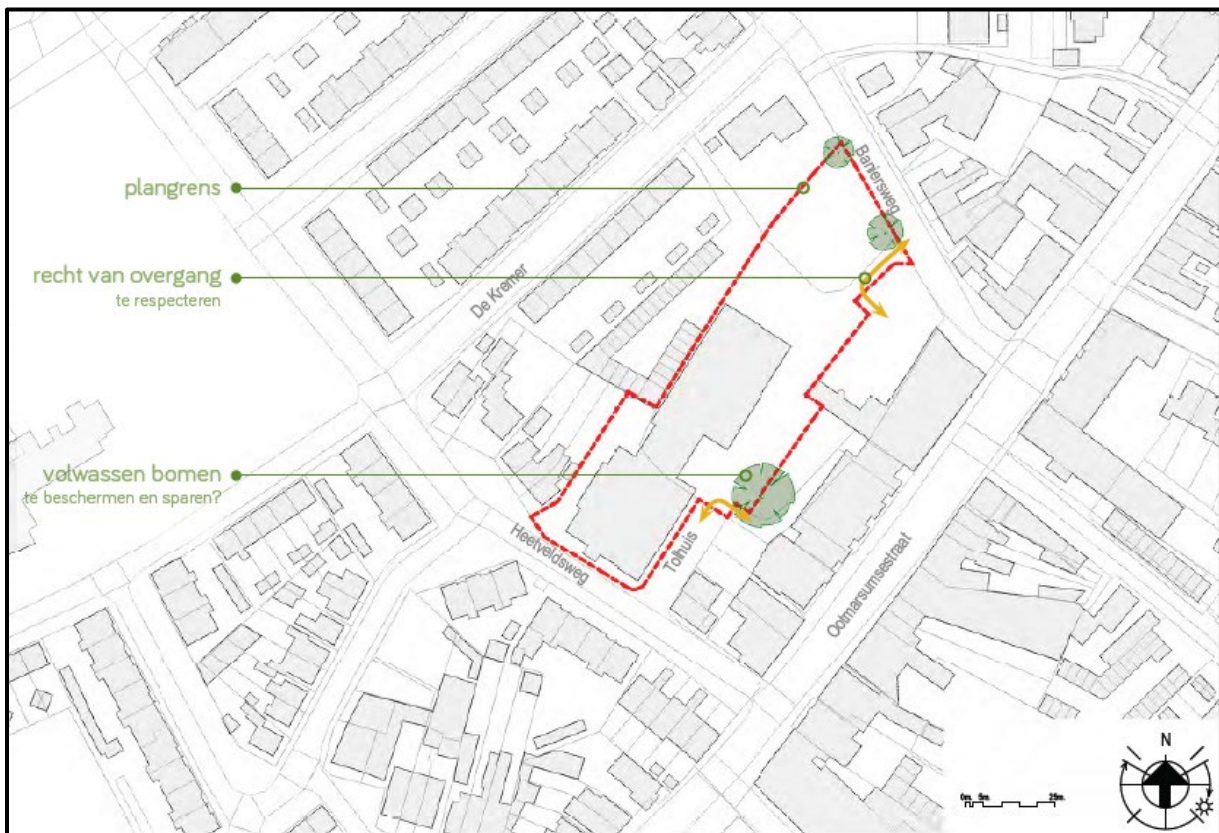 plangrens
recht van overgang
te respecteren
volwassen bomen
te beschermen en sparen?
Baniersweg
De Kremer
Heetveldsweg
Tolhuis
Ootmarsumsestraat
N
0m. 5m. 25m.